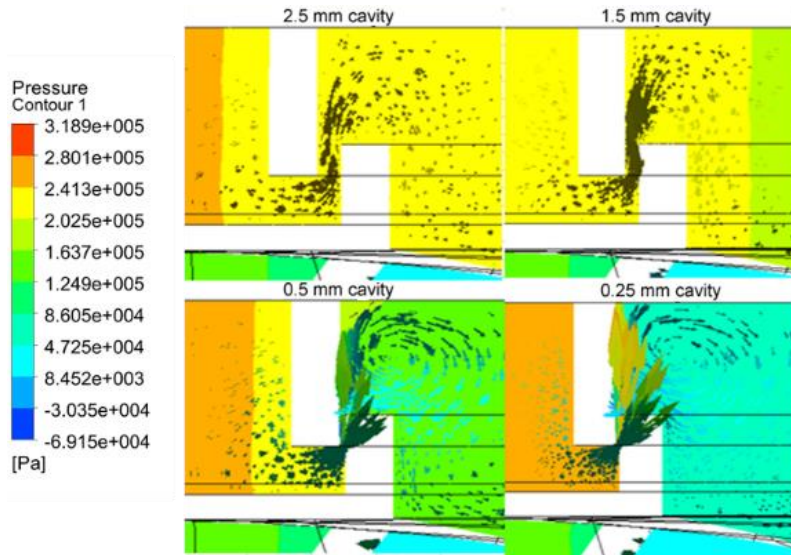 2.5 mm cavity
1.5 mm cavity
Pressure
Contour 1
3.189e+005
2.801e+005
2.413e+005
2.025e+005
1.637e+005
1.249e+005
8.605e+004
4.725e+004
8.452e+003
-3.035e+004
-6.915e+004
[Pa]
0.5 mm cavity
0.25 mm cavity